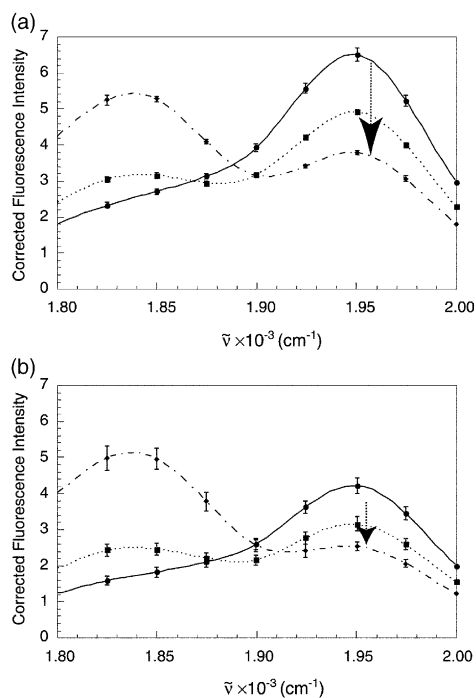 (a)
7
6
5
4
3
2
1
0
Corrected Fluorescence Intensity
1.80 1.85 1.90 1.95 2.00
ν̃ ×10⁻³ (cm⁻¹)
(b)
7
6
5
4
3
2
1
0
Corrected Fluorescence Intensity
1.80 1.85 1.90 1.95 2.00
ν̃ ×10⁻³ (cm⁻¹)